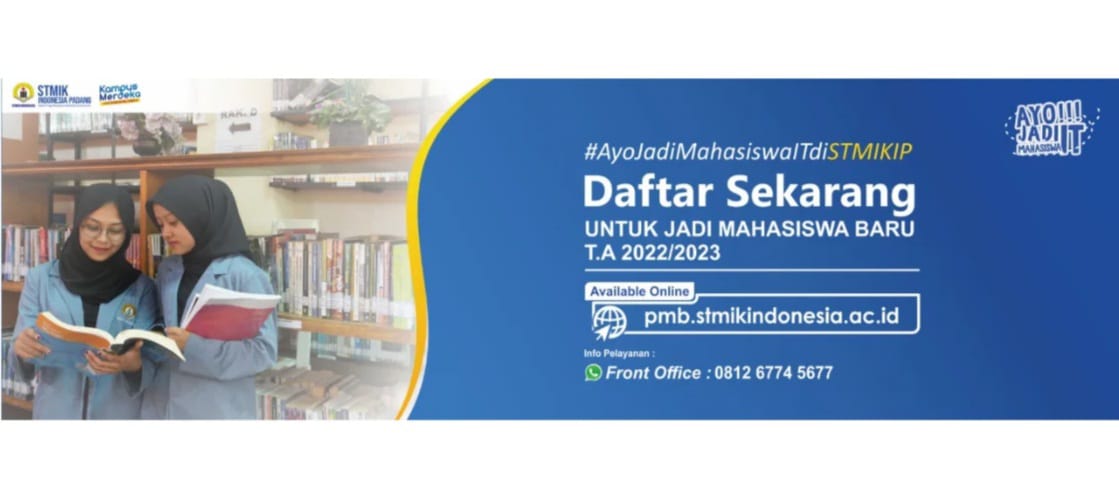 STMIK
INDONESIA PADANG
Kampus
Merdeka
RAK. D
AYO!!!
JADI IT
MAHASISWA
#AyoJadiMahasiswaITdiSTMIKIP
Daftar Sekarang
UNTUK JADI MAHASISWA BARU
T.A 2022/2023
Available Online
pmb.stmikindonesia.ac.id
Info Pelayanan :
Front Office : 0812 6774 5677